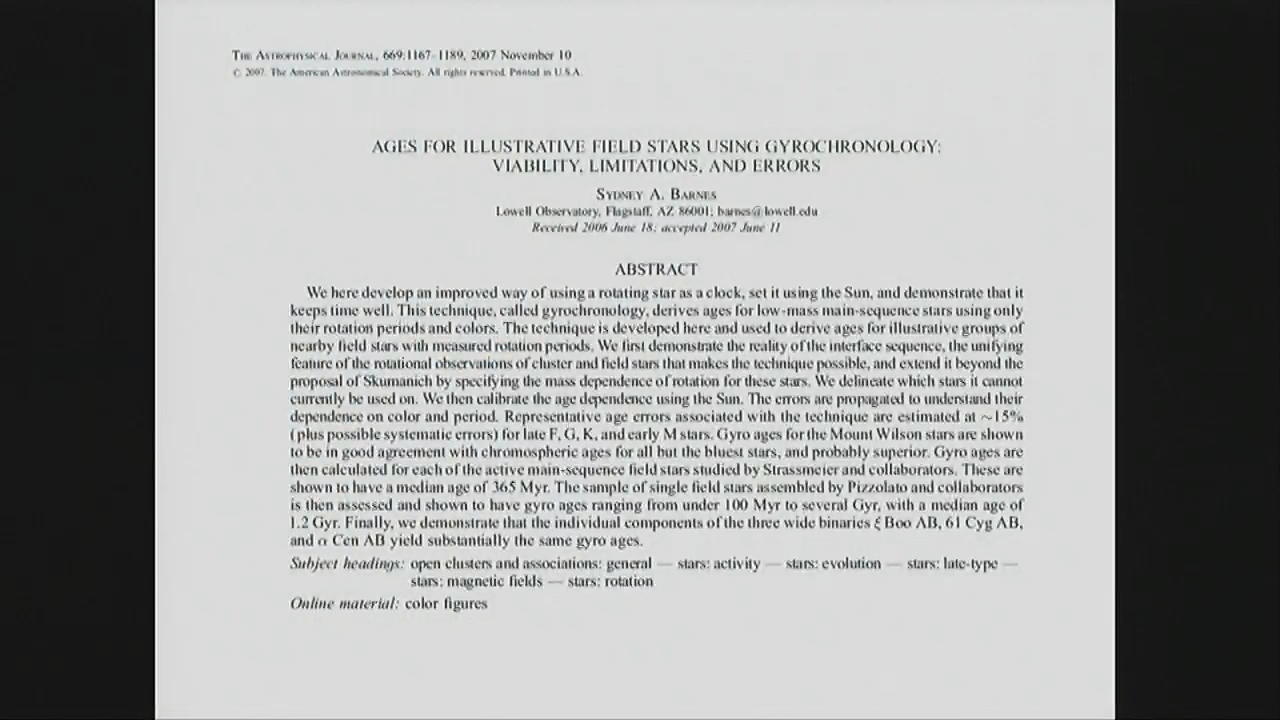 THE ASTROPHYSICAL JOURNAL, 669:1167–1189, 2007 November 10
© 2007. The American Astronomical Society. All rights reserved. Printed in U.S.A.
AGES FOR ILLUSTRATIVE FIELD STARS USING GYROCHRONOLOGY:
VIABILITY, LIMITATIONS, AND ERRORS
SYDNEY A. BARNES
Lowell Observatory, Flagstaff, AZ 86001; barnes@lowell.edu
Received 2006 June 18; accepted 2007 June 11
ABSTRACT
We here develop an improved way of using a rotating star as a clock, set it using the Sun, and demonstrate that it
keeps time well. This technique, called gyrochronology, derives ages for low-mass main-sequence stars using only
their rotation periods and colors. The technique is developed here and used to derive ages for illustrative groups of
nearby field stars with measured rotation periods. We first demonstrate the reality of the interface sequence, the unifying
feature of the rotational observations of cluster and field stars that makes the technique possible, and extend it beyond the
proposal of Skumanich by specifying the mass dependence of rotation for these stars. We delineate which stars it cannot
currently be used on. We then calibrate the age dependence using the Sun. The errors are propagated to understand their
dependence on color and period. Representative age errors associated with the technique are estimated at ~15%
(plus possible systematic errors) for late F, G, K, and early M stars. Gyro ages for the Mount Wilson stars are shown
to be in good agreement with chromospheric ages for all but the bluest stars, and probably superior. Gyro ages are
then calculated for each of the active main-sequence field stars studied by Strassmeier and collaborators. These are
shown to have a median age of 365 Myr. The sample of single field stars assembled by Pizzolato and collaborators
is then assessed and shown to have gyro ages ranging from under 100 Myr to several Gyr, with a median age of
1.2 Gyr. Finally, we demonstrate that the individual components of the three wide binaries ξ Boo AB, 61 Cyg AB,
and α Cen AB yield substantially the same gyro ages.
Subject headings: open clusters and associations: general — stars: activity — stars: evolution — stars: late-type —
stars: magnetic fields — stars: rotation
Online material: color figures